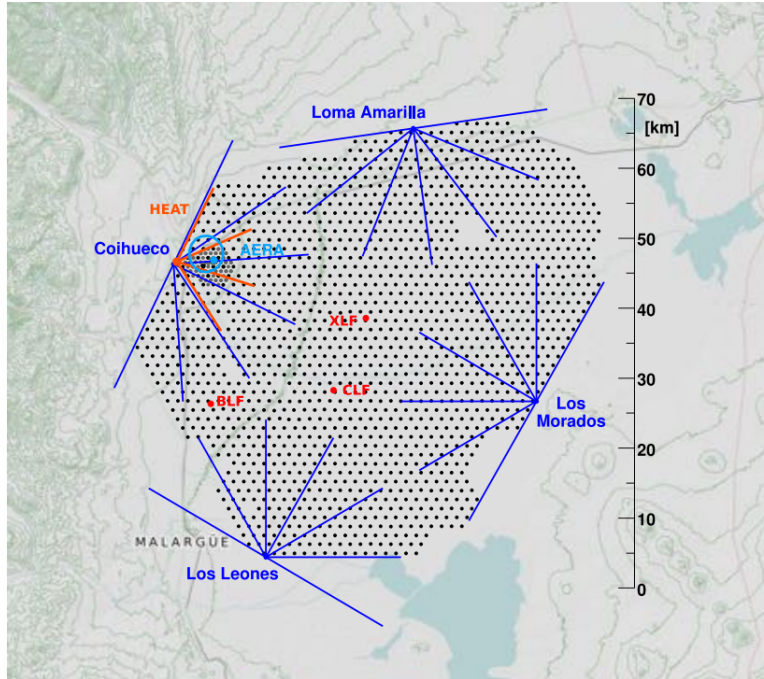 70
Loma Amarilla
[km]
60
HEAT
Coihueco
AERA
50
40
XLF
30
CLF
BLF
Los
Morados
20
10
MALARGÜE
Los Leones
0